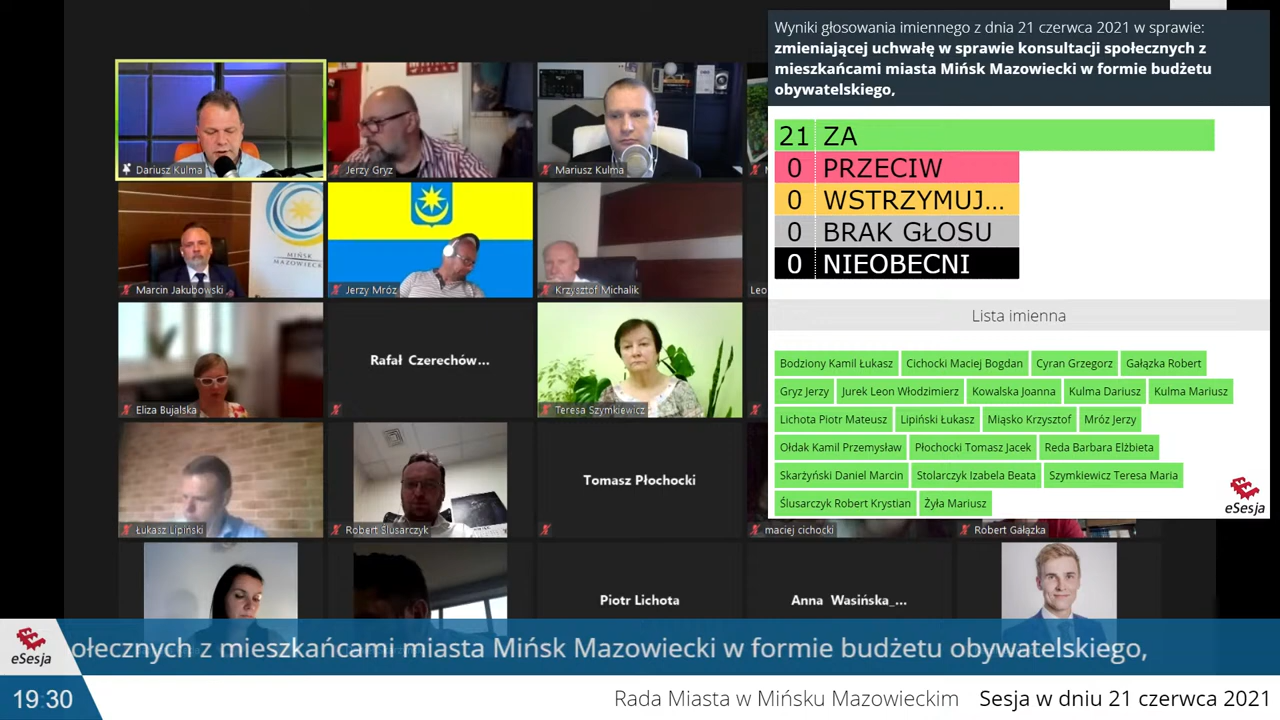 Wyniki głosowania imiennego z dnia 21 czerwca 2021 w sprawie:
zmieniającej uchwałę w sprawie konsultacji społecznych z
mieszkańcami miasta Mińsk Mazowiecki w formie budżetu
obywatelskiego,
21 ZA
0 PRZECIW
0 WSTRZYMUJ...
0 BRAK GŁOSU
0 NIEOBECNI
Lista imienna
Bodziony Kamil Łukasz Cichocki Maciej Bogdan Cyran Grzegorz Gałązka Robert
Gryz Jerzy Jurek Leon Włodzimierz Kowalska Joanna Kulma Dariusz Kulma Mariusz
Lichota Piotr Mateusz Lipiński Łukasz Miąsko Krzysztof Mróz Jerzy
Ołdak Kamil Przemysław Płochocki Tomasz Jacek Reda Barbara Elżbieta
Skarżyński Daniel Marcin Stolarczyk Izabela Beata Szymkiewicz Teresa Maria
Ślusarczyk Robert Krystian Żyła Mariusz
eSesja
Dariusz Kulma
Jerzy Gryz
Mariusz Kulma
MIŃSK
MAZOWIECK
Marcin Jakubowski
Jerzy Mróz
Krzysztof Michalik
Leo
Eliza Bujalska
Rafał Czerechów...
Teresa Szymkiewicz
Łukasz Lipiński
Robert Ślusarczyk
Tomasz Płochocki
maciej cichocki
Robert Gałązka
Piotr Lichota
Anna Wasińska_...
eSesja
ołecznych z mieszkańcami miasta Mińsk Mazowiecki w formie budżetu obywatelskiego,
19:30
Rada Miasta w Mińsku Mazowieckim Sesja w dniu 21 czerwca 2021